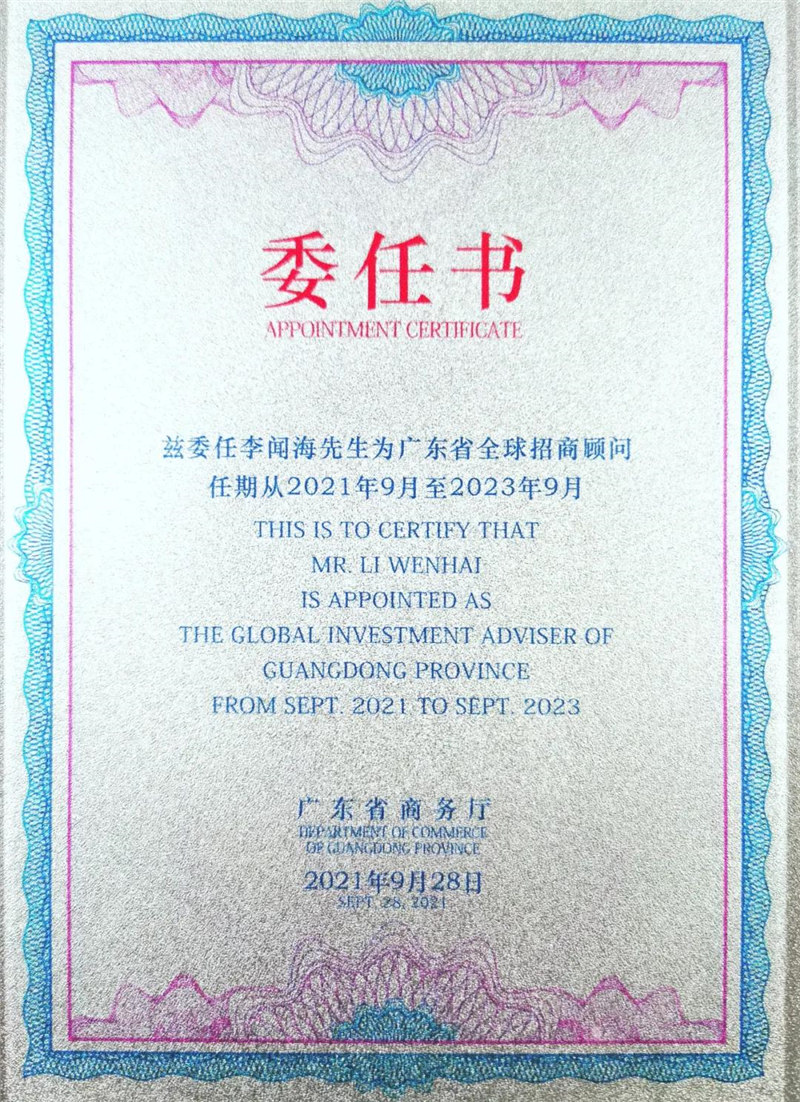 委任书
APPOINTMENT CERTIFICATE
兹委任李闻海先生为广东省全球招商顾问
任期从2021年9月至2023年9月
THIS IS TO CERTIFY THAT
MR. LI WENHAI
IS APPOINTED AS
THE GLOBAL INVESTMENT ADVISER OF
GUANGDONG PROVINCE
FROM SEPT. 2021 TO SEPT. 2023
广东省商务厅
DEPARTMENT OF COMMERCE
OF GUANGDONG PROVINCE
2021年9月28日
SEPT. 28, 2021